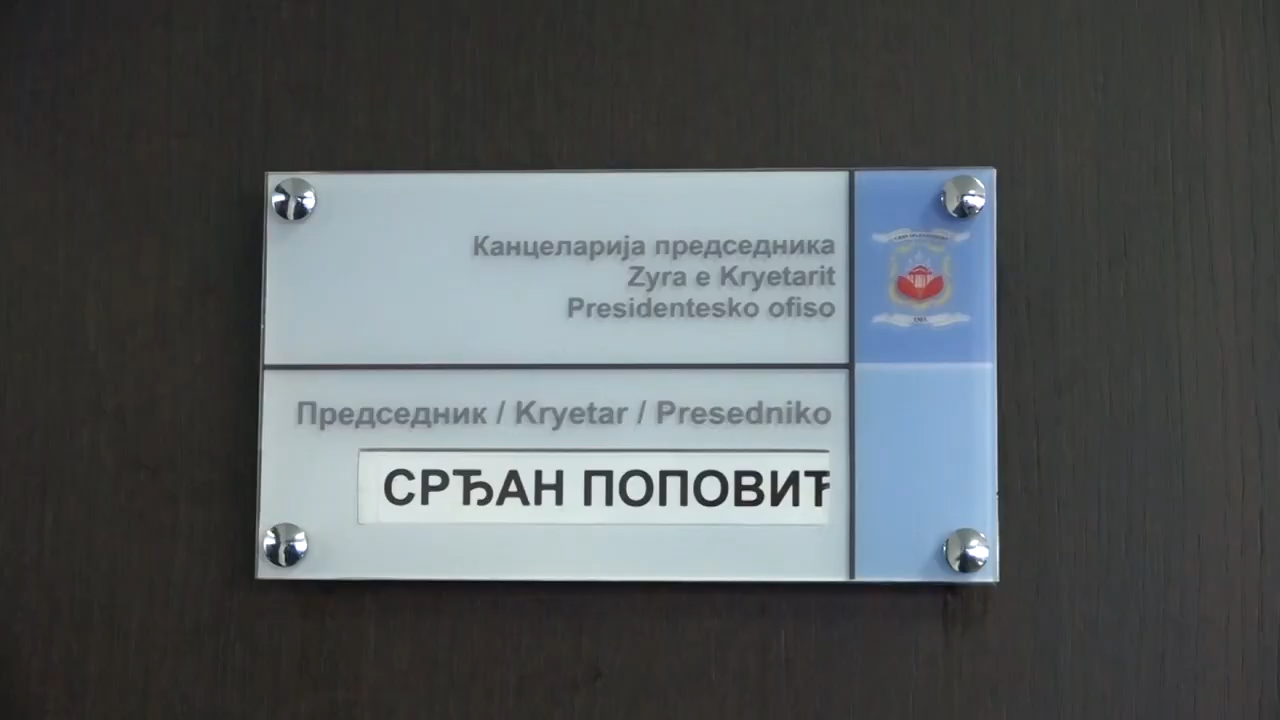 Канцеларија председника
Zyra e Kryetarit
Presidentesko ofiso
Председник / Kryetar / Presedniko
СРЂАН ПОПОВИЋ